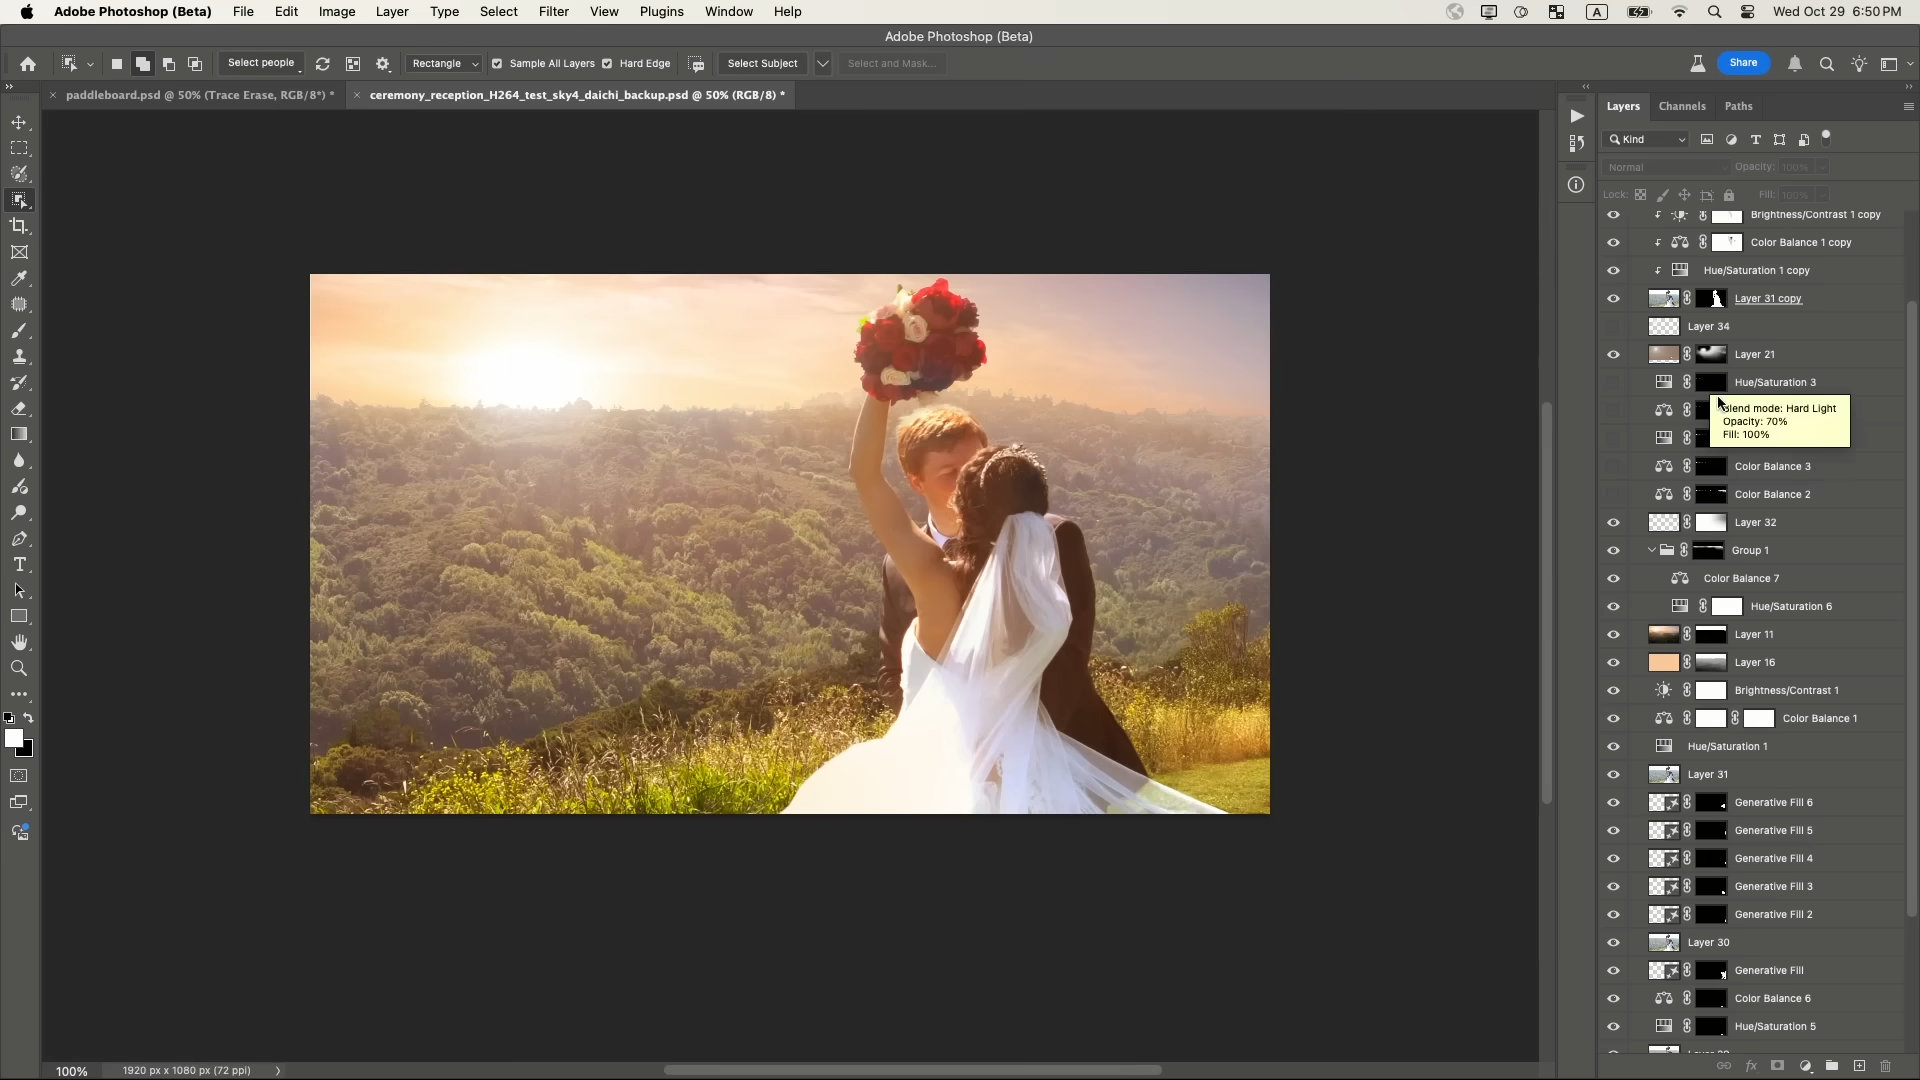 Adobe Photoshop (Beta) File Edit Image Layer Type Select Filter View Plugins Window Help
A Wed Oct 29 6:50 PM
Adobe Photoshop (Beta)
Select people Rectangle Sample All Layers Hard Edge Select Subject Select and Mask... Share
paddleboard.psd @ 50% (Trace Erase, RGB/8*) *
ceremony_reception_H264_test_sky4_daichi_backup.psd @ 50% (RGB/8) *
Layers Channels Paths
Kind
Normal Opacity: 100%
Lock: Fill: 100%
Brightness/Contrast 1 copy
Color Balance 1 copy
Hue/Saturation 1 copy
Layer 31 copy
Layer 34
Layer 21
Hue/Saturation 3
Blend mode: Hard Light
Opacity: 70%
Fill: 100%
Color Balance 3
Color Balance 2
Layer 32
Group 1
Color Balance 7
Hue/Saturation 6
Layer 11
Layer 16
Brightness/Contrast 1
Color Balance 1
Hue/Saturation 1
Layer 31
Generative Fill 6
Generative Fill 5
Generative Fill 4
Generative Fill 3
Generative Fill 2
Layer 30
Generative Fill
Color Balance 6
Hue/Saturation 5
100% 1920 px x 1080 px (72 ppi)